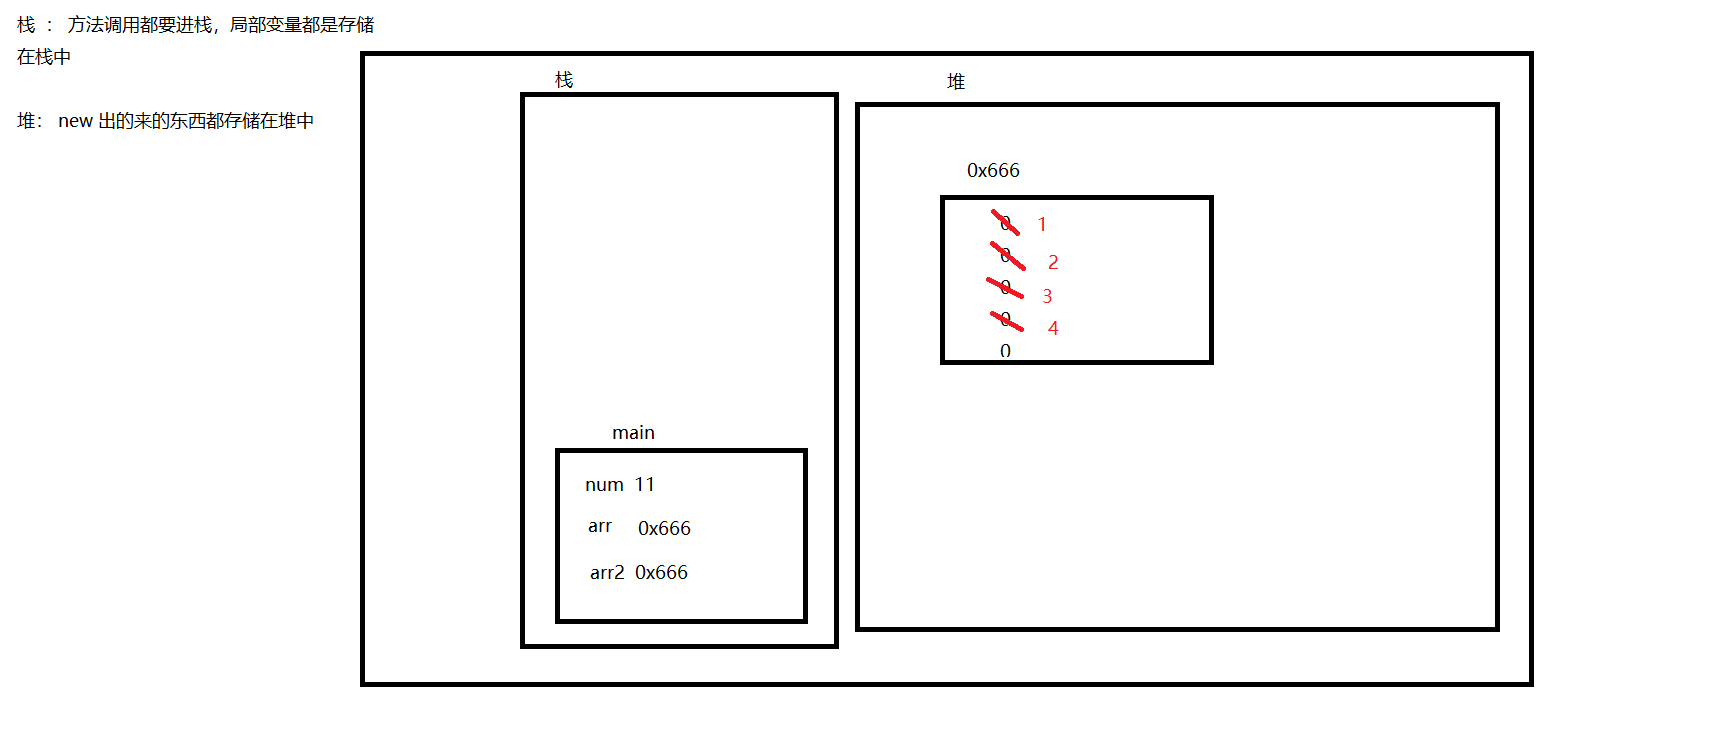 栈 ： 方法调用都要进栈，局部变量都是存储
在栈中
堆： new 出的来的东西都存储在堆中
栈
堆
0x666
0 1
0 2
0 3
0 4
0
main
num 11
arr 0x666
arr2 0x666